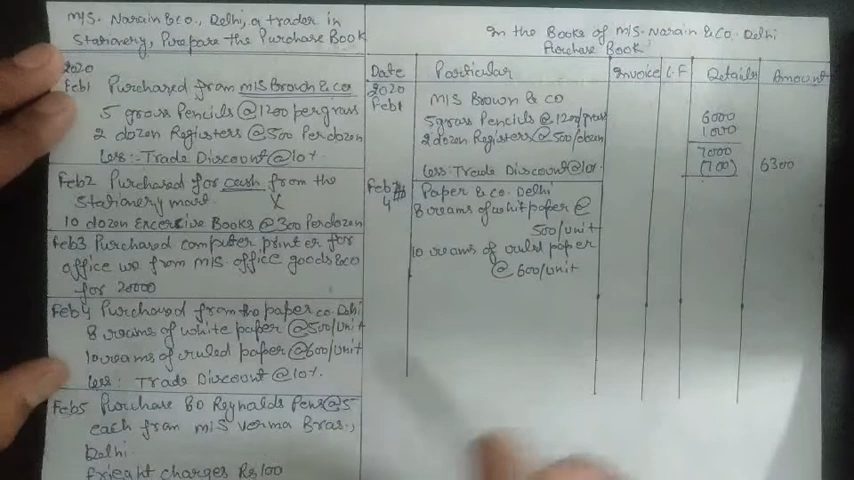 M/S. Narain & Co., Delhi, a trader in
Stationery, Prepare the Purchase Book
2020
Feb1 Purchased from M/S Brown & Co
5 gross Pencils @ 1200 per gross
2 dozen Registers @ 500 Per dozen
Less:- Trade Discount @ 10%
Feb2 Purchased for cash from the
Stationery mart. X
10 dozen Excersive Books @ 300 Per dozen
Feb3 Purchased computer printer for
office use from M/S office goods & co
for 20000
Feb4 Purchased from the paper co. Delhi
8 reams of white paper @ 500/Unit
10 reams of ruled paper @ 600/Unit
Less: Trade Discount @ 10%.
Feb5 Purchase 80 Reynalds Pens @ 5
each from M/S Verma Bros.,
Delhi
Frieght charges Rs 100
In the Books of M/S. Narain & Co. Delhi
Purchase Book
Date Particular Invoice L.F Details Amount
2020
Feb1 M/S Brown & CO
5 gross Pencils @ 1200/gross 6000
2 dozen Registers @ 500/dozen 1000
7000
Less: Trade Discount @ 10% (700) 6300
Feb
4 Paper & co. Delhi
8 reams of whit paper @
500/unit
10 reams of ruled paper
@ 600/unit